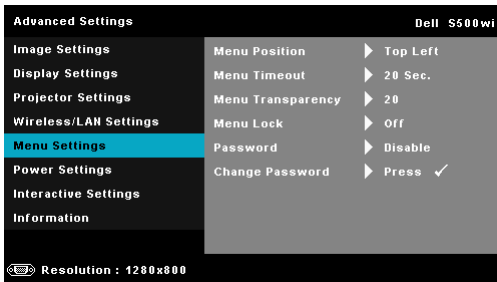 Advanced Settings Dell S500wi
Image Settings Menu Position Top Left
Display Settings Menu Timeout 20 Sec.
Projector Settings Menu Transparency 20
Wireless/LAN Settings Menu Lock Off
Menu Settings Password Disable
Power Settings Change Password Press ✓
Interactive Settings
Information
Resolution : 1280x800